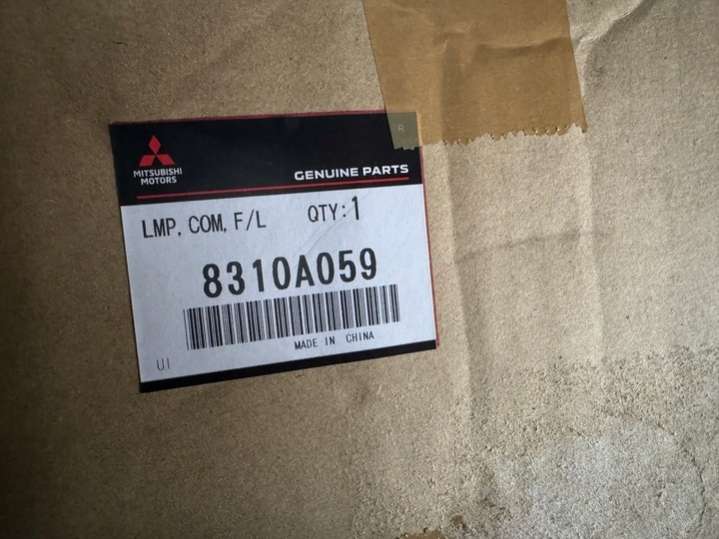 MITSUBISHI
MOTORS
GENUINE PARTS
R
LMP, COM, F/L QTY:1
8310A059
MADE IN CHINA
UI